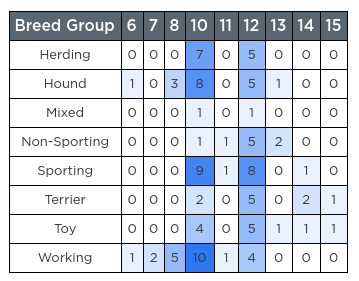 Breed Group 6 7 8 10 11 12 13 14 15
Herding 0 0 0 7 0 5 0 0 0
Hound 1 0 3 8 0 5 1 0 0
Mixed 0 0 0 1 0 1 0 0 0
Non-Sporting 0 0 0 1 1 5 2 0 0
Sporting 0 0 0 9 1 8 0 1 0
Terrier 0 0 0 2 0 5 0 2 1
Toy 0 0 0 4 0 5 1 1 1
Working 1 2 5 10 1 4 0 0 0